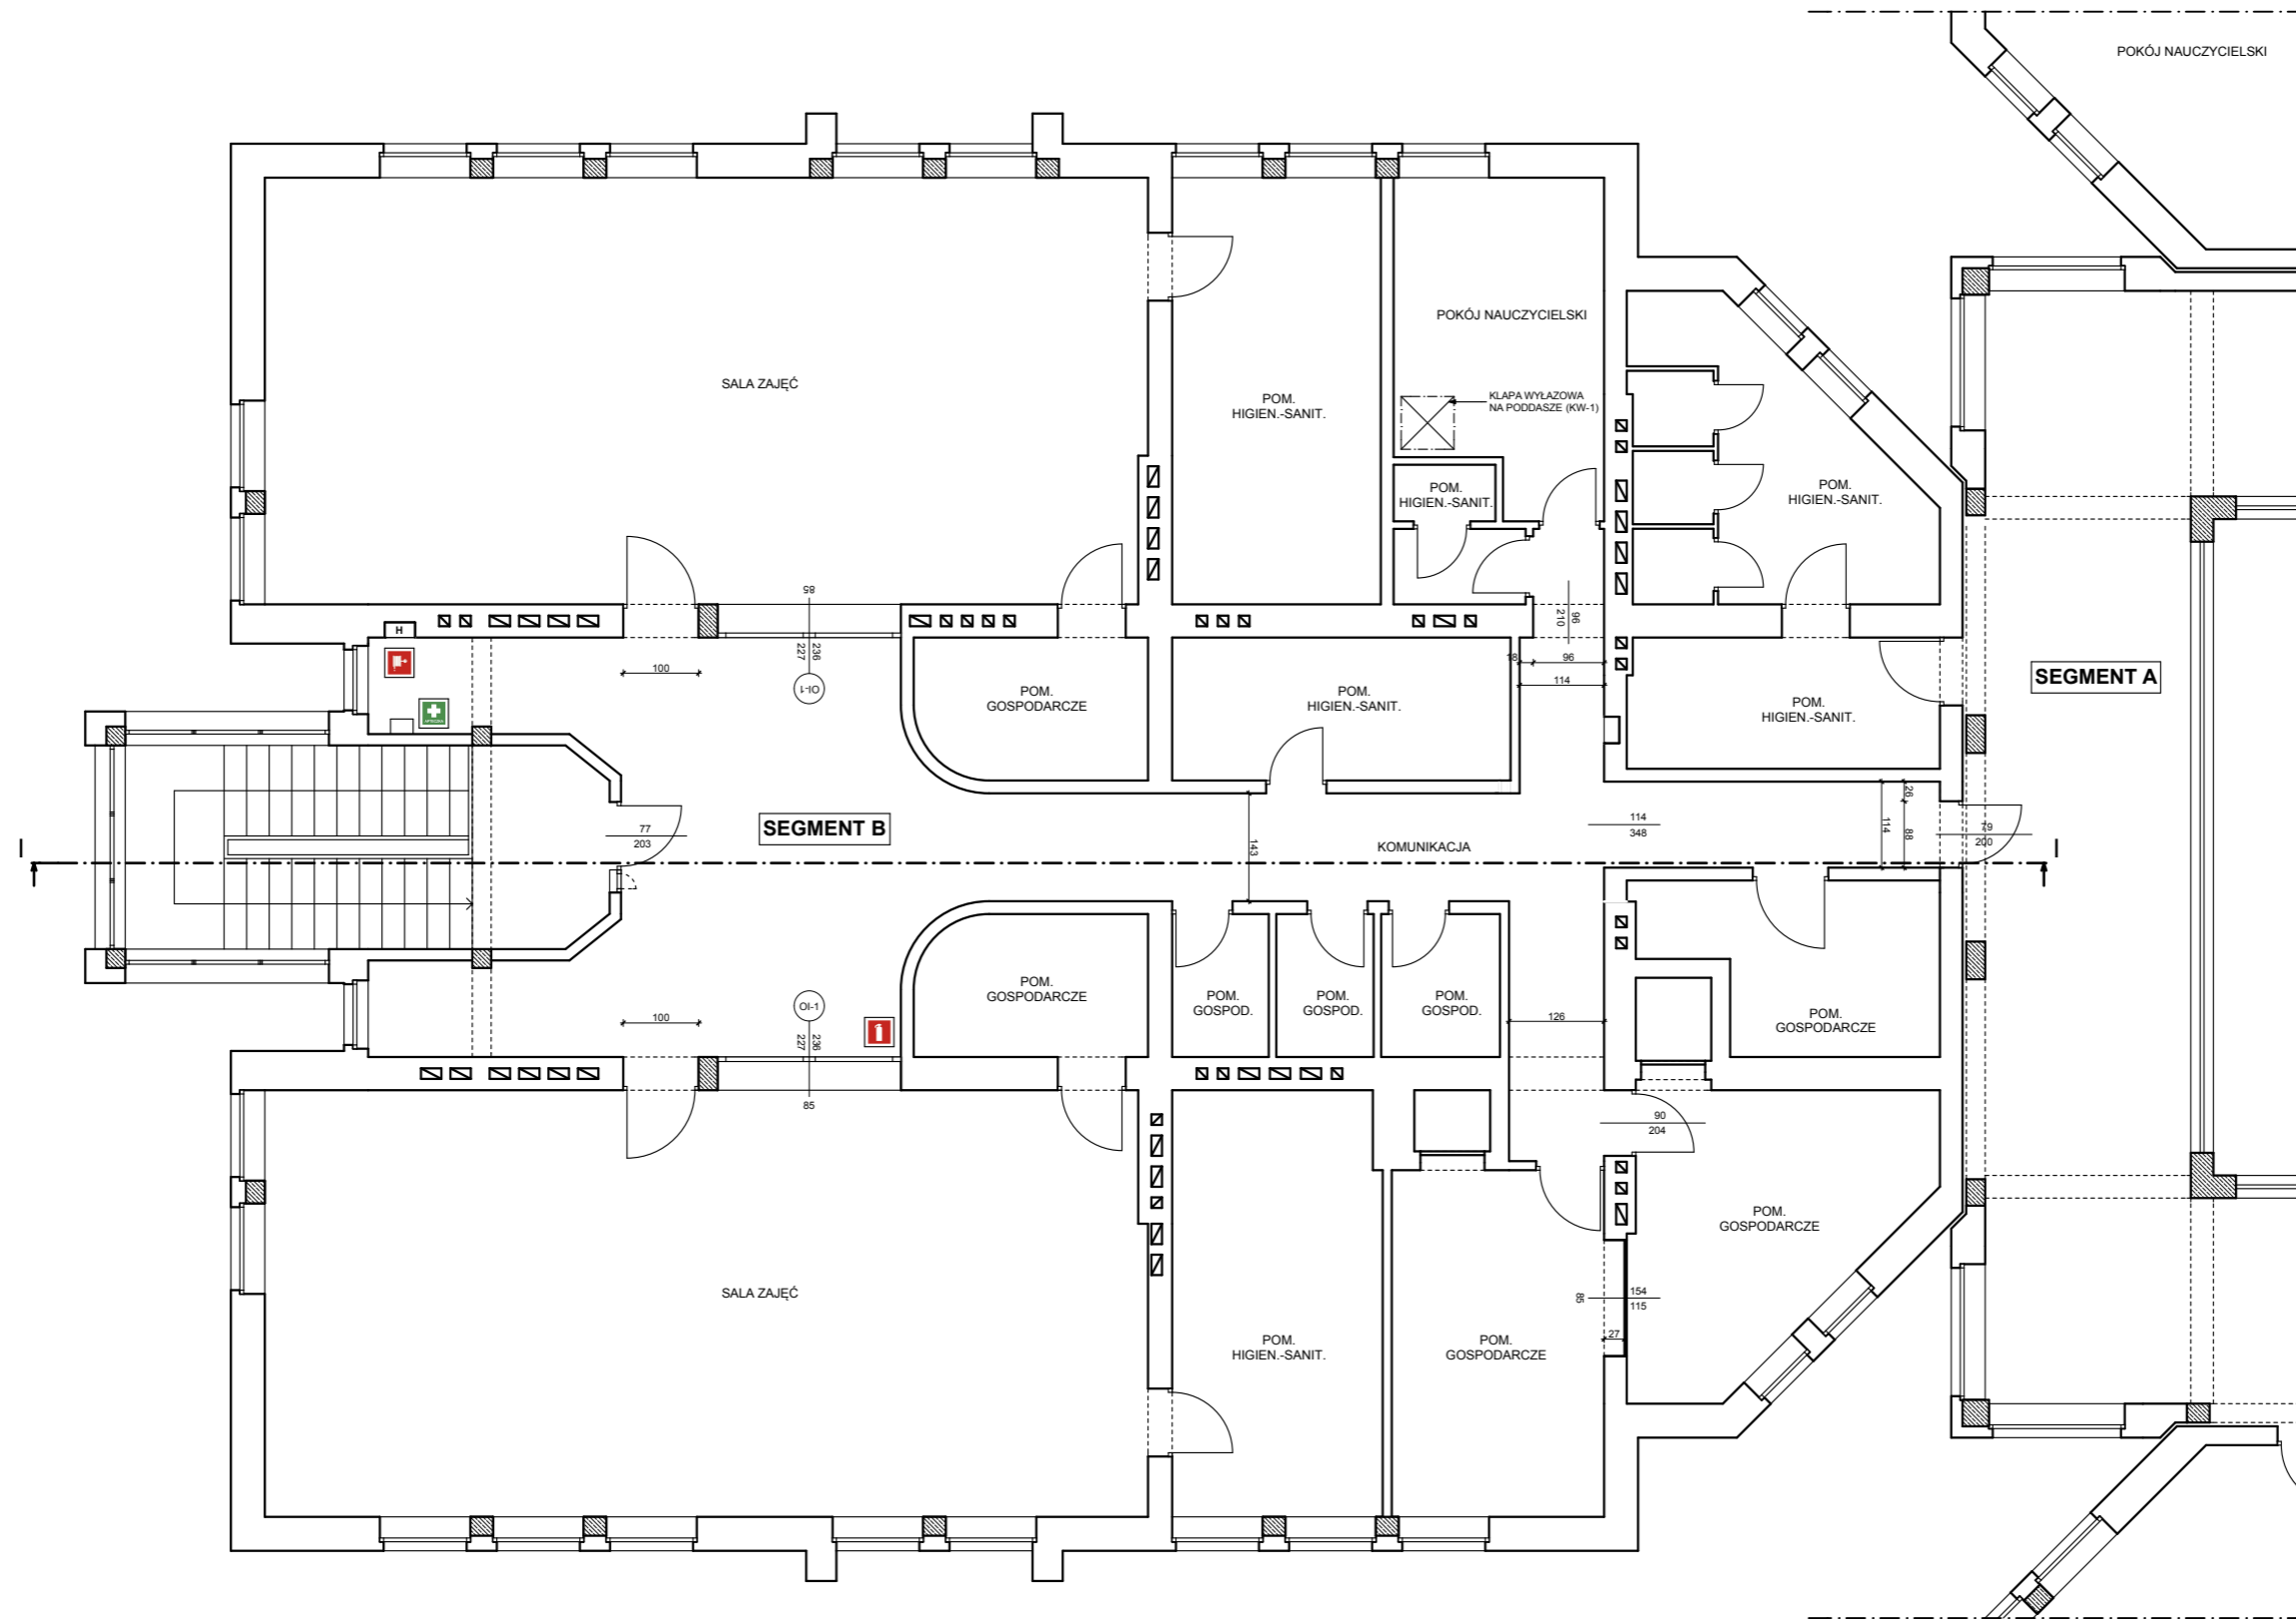 POKÓJ NAUCZYCIELSKI
POKÓJ NAUCZYCIELSKI
SALA ZAJĘĆ
KLAPA WYŁAZOWA
NA PODDASZE (KW-1)
POM.
HIGIEN.-SANIT.
POM.
HIGIEN.-SANIT.
POM.
HIGIEN.-SANIT.
85
96
210
H
236
227
100
OI-1
18
96
114
POM.
GOSPODARCZE
POM.
HIGIEN.-SANIT.
POM.
HIGIEN.-SANIT.
SEGMENT A
26
114
88
77
203
SEGMENT B
143
KOMUNIKACJA
114
348
79
200
I
I
POM.
GOSPODARCZE
POM.
GOSPOD.
POM.
GOSPOD.
POM.
GOSPOD.
POM.
GOSPODARCZE
100
OI-1
236
227
126
85
90
204
SALA ZAJĘĆ
POM.
GOSPODARCZE
85
154
115
27
POM.
HIGIEN.-SANIT.
POM.
GOSPODARCZE